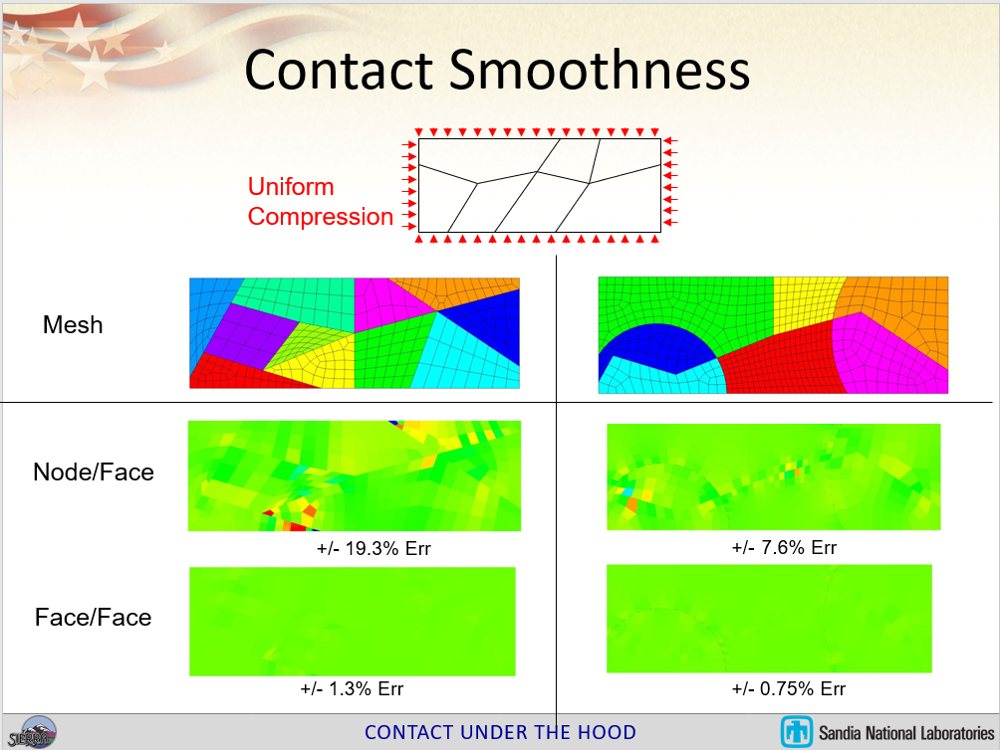 Contact Smoothness
Uniform
Compression
Mesh
Node/Face
+/- 19.3% Err
+/- 7.6% Err
Face/Face
+/- 1.3% Err
+/- 0.75% Err
SIERRA
CONTACT UNDER THE HOOD
Sandia National Laboratories